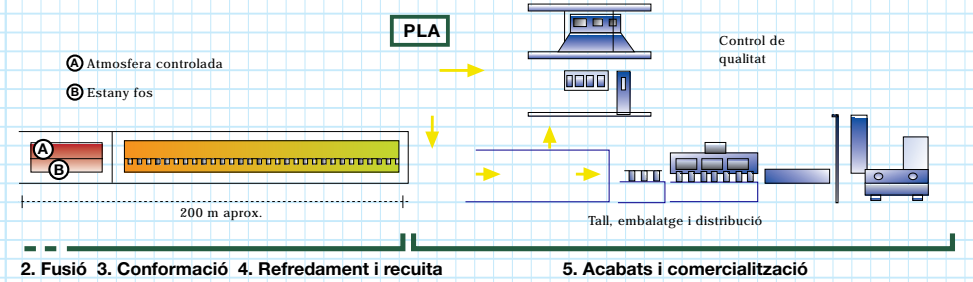 PLA
Control de
qualitat
A Atmosfera controlada
B Estany fos
A
B
200 m aprox.
Tall, embalatge i distribució
2. Fusió 3. Conformació 4. Refredament i recuita
5. Acabats i comercialització